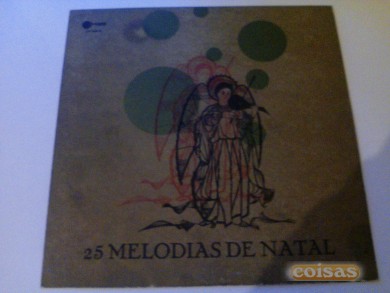 25 MELODIAS DE NATAL
coisas